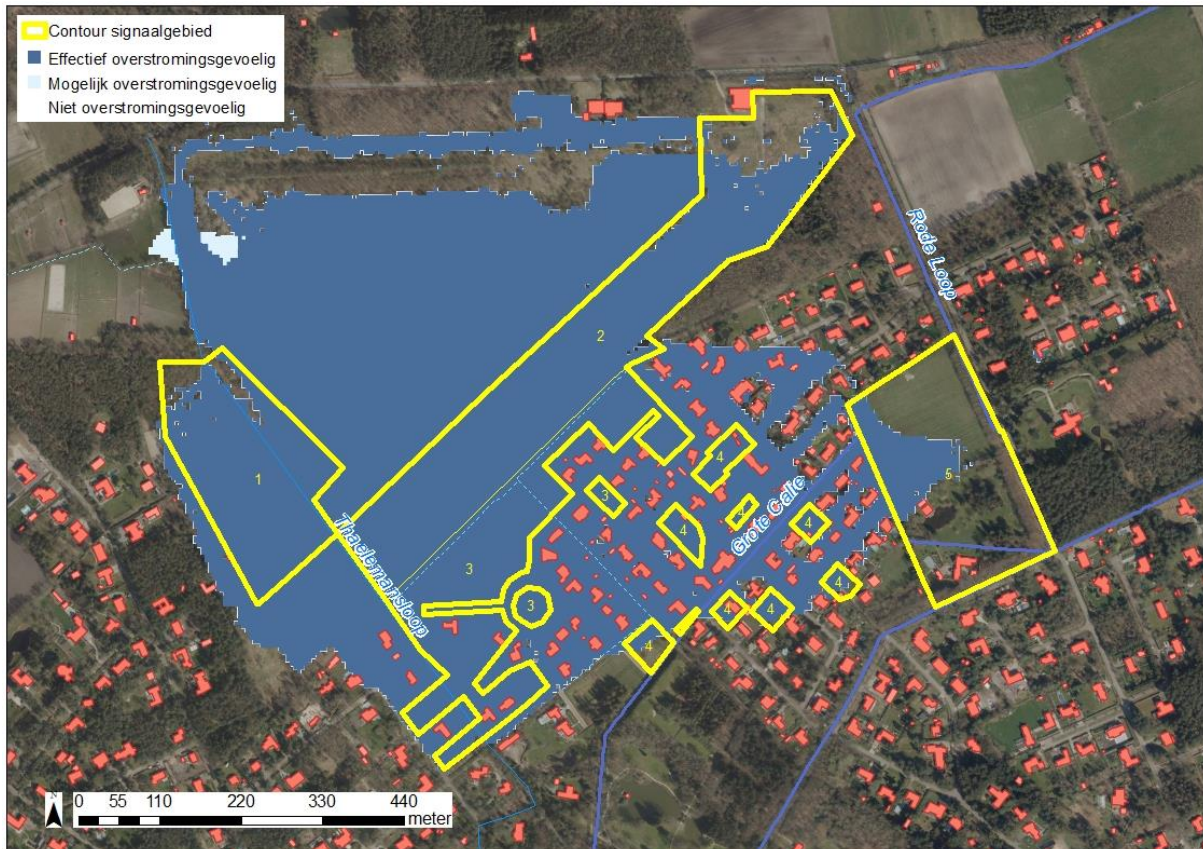 Contour signaalgebied
Effectief overstromingsgevoelig
Mogelijk overstromingsgevoelig
Niet overstromingsgevoelig
Rode Loop
2
4
5
1
3
4
4
Grote Calie
4
3
Thaelemansloop
3
4
4
4
4
N
0 55 110 220 330 440
meter